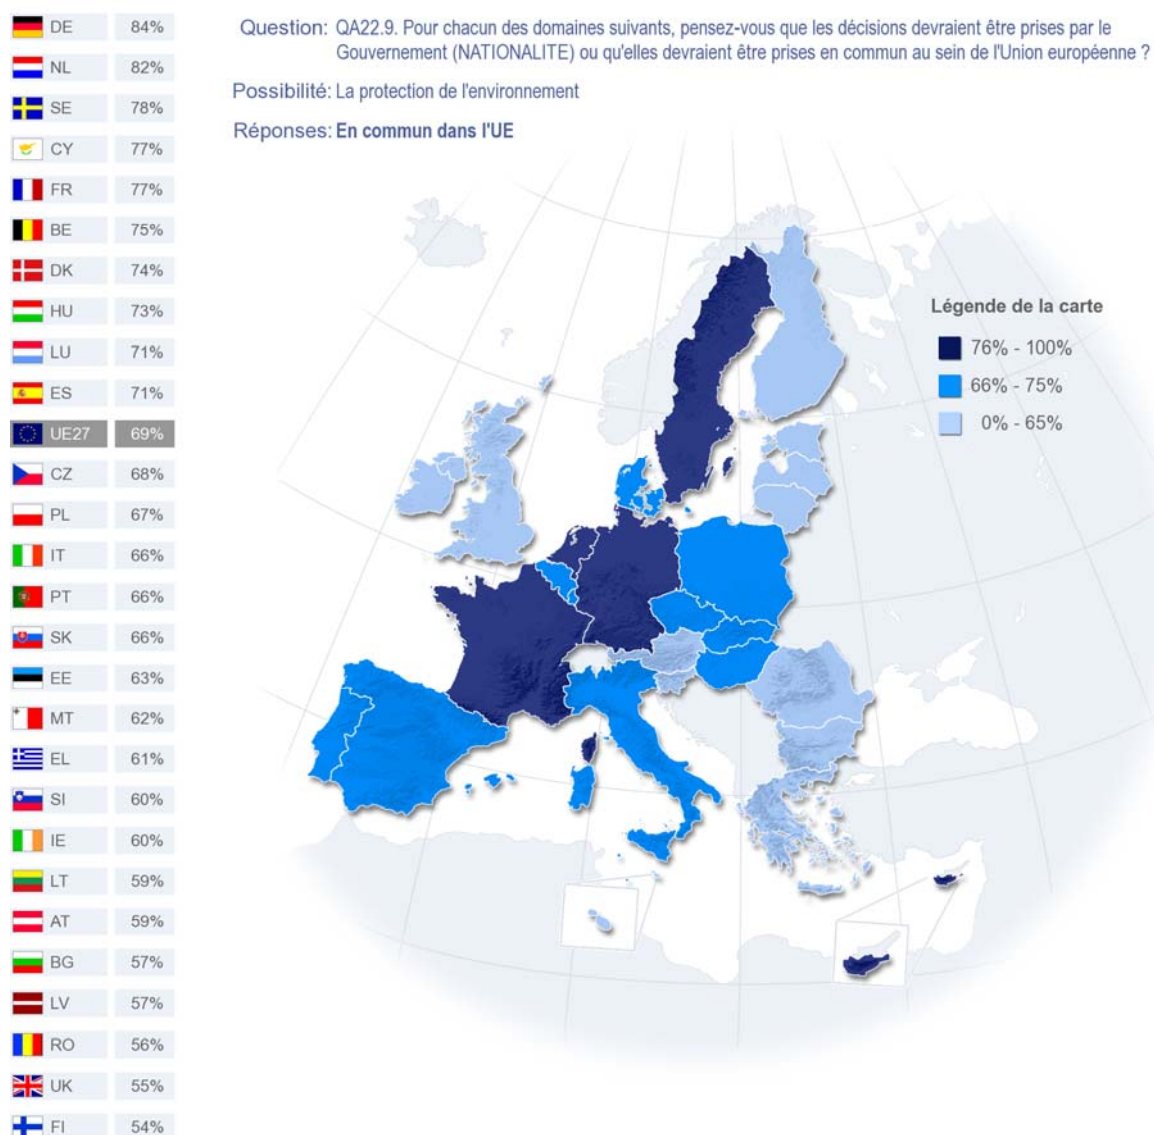 DE 84%
NL 82%
SE 78%
CY 77%
FR 77%
BE 75%
DK 74%
HU 73%
LU 71%
ES 71%
UE27 69%
CZ 68%
PL 67%
IT 66%
PT 66%
SK 66%
EE 63%
MT 62%
EL 61%
SI 60%
IE 60%
LT 59%
AT 59%
BG 57%
LV 57%
RO 56%
UK 55%
FI 54%
Question: QA22.9. Pour chacun des domaines suivants, pensez-vous que les décisions devraient être prises par le
Gouvernement (NATIONALITE) ou qu'elles devraient être prises en commun au sein de l'Union européenne ?
Possibilité: La protection de l'environnement
Réponses: En commun dans l'UE
Légende de la carte
76% - 100%
66% - 75%
0% - 65%